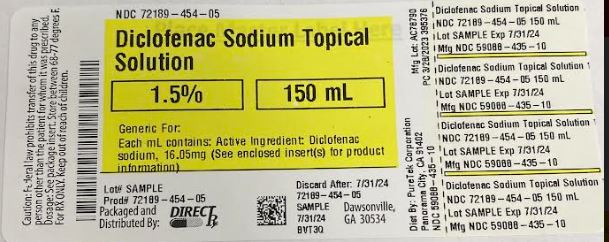 NDC 72189-454-05
Diclofenac Sodium Topical
Solution
1.5%
150 mL
Generic For:
Each mL contains: Active Ingredient: Diclofenac
sodium, 16.05mg (See enclosed insert(s) for product
information)
Lot# SAMPLE
Prod# 72189-454-05
Packaged and
Distributed By:
DIRECT Rx
Discard After: 7/31/24
72189-454-05
SAMPLE
7/31/24
BVT3Q
Dawsonville,
GA 30534
Caution: Federal law prohibits transfer of this drug to any
person other than the patient for whom it was prescribed.
Dosage: See package insert. Store between 68-77 degrees F.
For RX ONLY. Keep out of reach of children.
Mfg Lot: AC78790
PC 3/28/2023 395376
Dist By: PureTek Corporation
Panorama City, CA 91402
NDC 59088-435-10
Diclofenac Sodium Topical Solution
NDC 72189-454-05 150 mL
Lot SAMPLE Exp 7/31/24
Mfg NDC 59088-435-10
Diclofenac Sodium Topical Solution
NDC 72189-454-05 150 mL
Lot SAMPLE Exp 7/31/24
Mfg NDC 59088-435-10
Diclofenac Sodium Topical Solution
NDC 72189-454-05 150 mL
Lot SAMPLE Exp 7/31/24
Mfg NDC 59088-435-10
Diclofenac Sodium Topical Solution
NDC 72189-454-05 150 mL
Lot SAMPLE Exp 7/31/24
Mfg NDC 59088-435-10